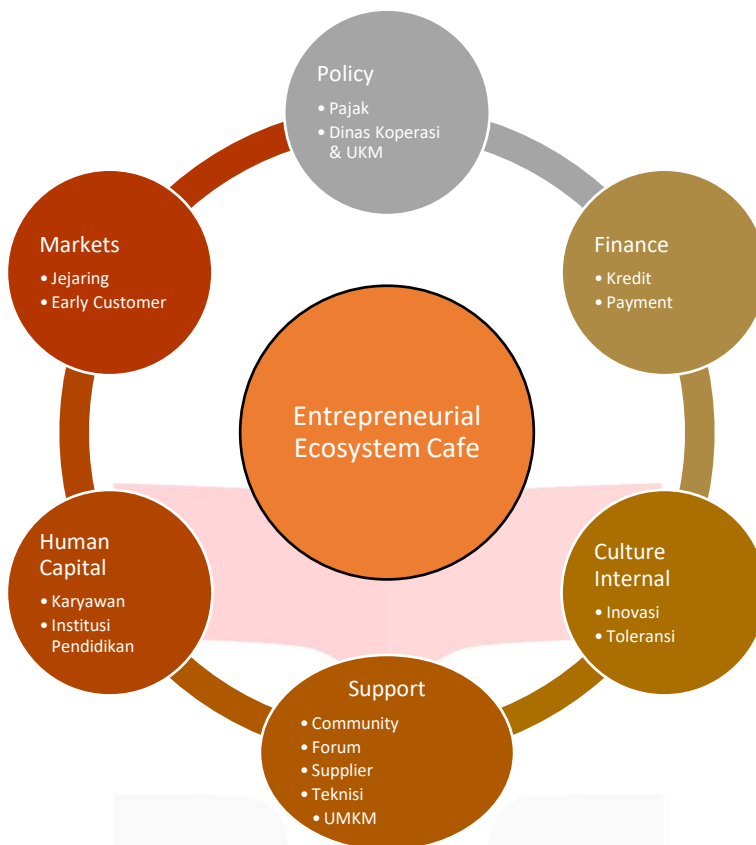 Policy
• Pajak
• Dinas Koperasi
& UKM
Finance
• Kredit
• Payment
Culture
Internal
• Inovasi
• Toleransi
Support
• Community
• Forum
• Supplier
• Teknisi
• UMKM
Human
Capital
• Karyawan
• Institusi
Pendidikan
Markets
• Jejaring
• Early Customer
Entrepreneurial
Ecosystem Cafe